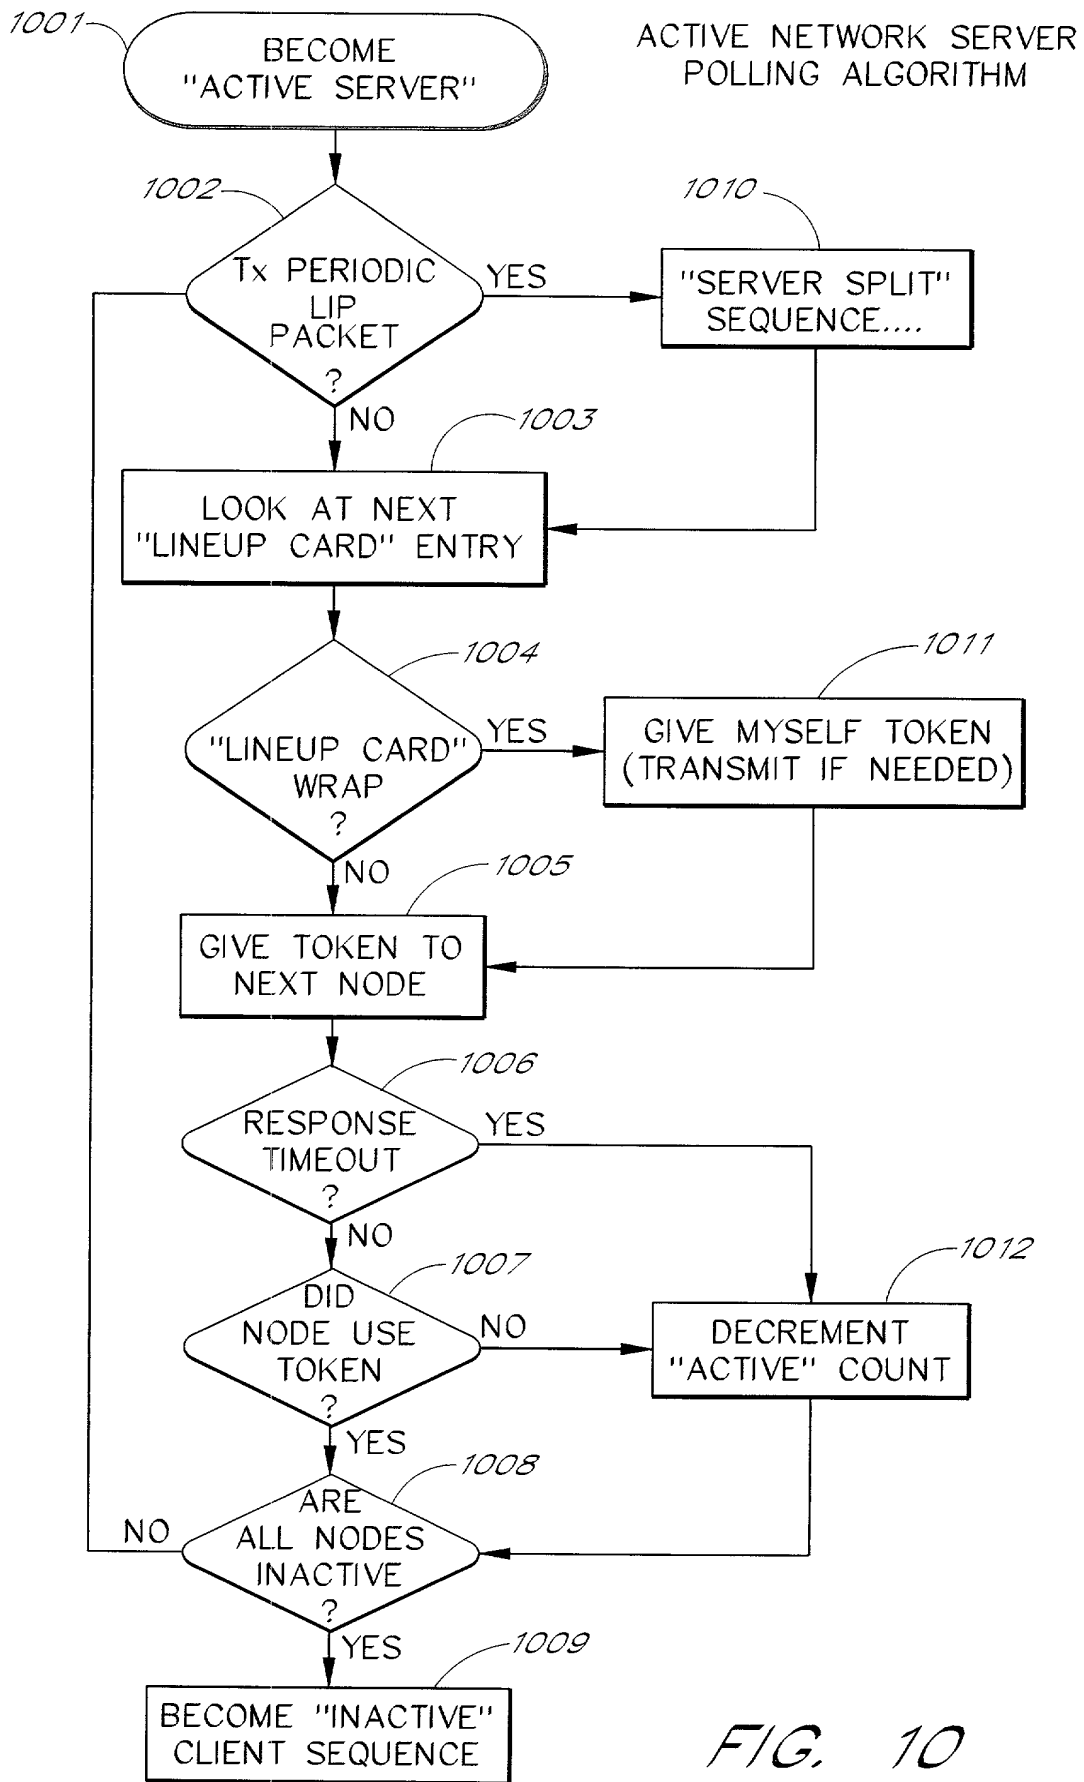 1001
BECOME
"ACTIVE SERVER"
ACTIVE NETWORK SERVER
POLLING ALGORITHM
1002
Tx PERIODIC
LIP
PACKET
?
YES
NO
1010
"SERVER SPLIT"
SEQUENCE....
1003
LOOK AT NEXT
"LINEUP CARD" ENTRY
1004
"LINEUP CARD"
WRAP
?
YES
NO
1011
GIVE MYSELF TOKEN
(TRANSMIT IF NEEDED)
1005
GIVE TOKEN TO
NEXT NODE
1006
RESPONSE
TIMEOUT
?
YES
NO
1007
DID
NODE USE
TOKEN
?
NO
YES
1012
DECREMENT
"ACTIVE" COUNT
1008
ARE
ALL NODES
INACTIVE
?
NO
YES
1009
BECOME "INACTIVE"
CLIENT SEQUENCE
FIG. 10